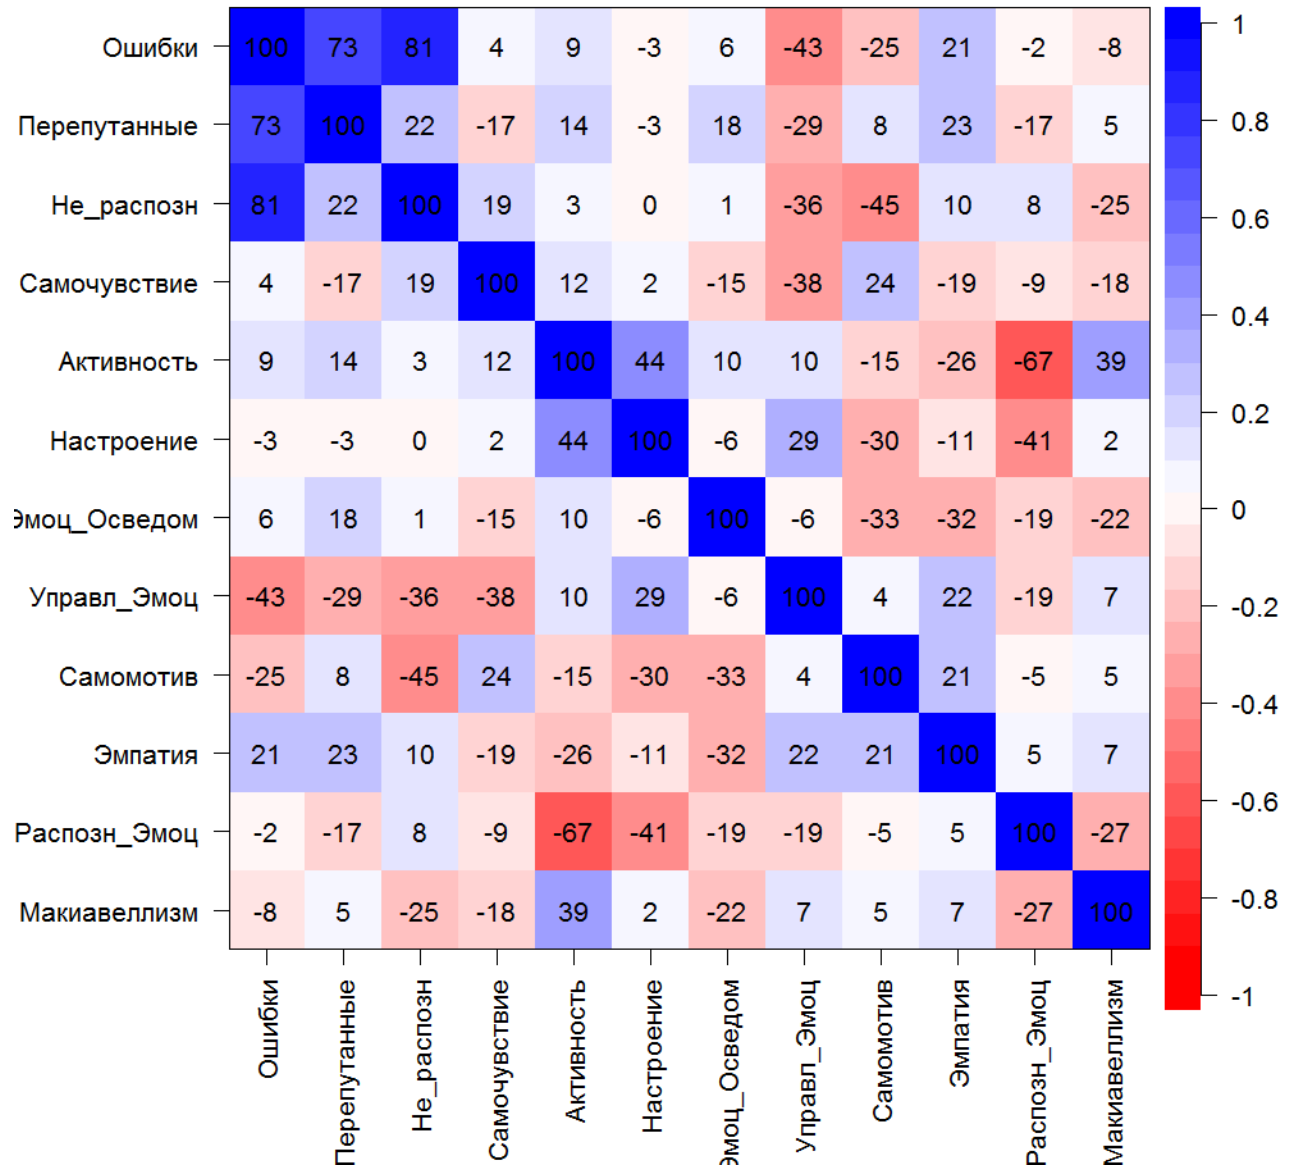 Ошибки 100 73 81 4 9 -3 6 -43 -25 21 -2 -8
Перепутанные 73 100 22 -17 14 -3 18 -29 8 23 -17 5
Не_распозн 81 22 100 19 3 0 1 -36 -45 10 8 -25
Самочувствие 4 -17 19 100 12 2 -15 -38 24 -19 -9 -18
Активность 9 14 3 12 100 44 10 10 -15 -26 -67 39
Настроение -3 -3 0 2 44 100 -6 29 -30 -11 -41 2
Эмоц_Осведом 6 18 1 -15 10 -6 100 -6 -33 -32 -19 -22
Управл_Эмоц -43 -29 -36 -38 10 29 -6 100 4 22 -19 7
Самомотив -25 8 -45 24 -15 -30 -33 4 100 21 -5 5
Эмпатия 21 23 10 -19 -26 -11 -32 22 21 100 5 7
Распозн_Эмоц -2 -17 8 -9 -67 -41 -19 -19 -5 5 100 -27
Макиавеллизм -8 5 -25 -18 39 2 -22 7 5 7 -27 100
Ошибки
Перепутанные
Не_распозн
Самочувствие
Активность
Настроение
Эмоц_Осведом
Управл_Эмоц
Самомотив
Эмпатия
Распозн_Эмоц
Макиавеллизм
1
0.8
0.6
0.4
0.2
0
-0.2
-0.4
-0.6
-0.8
-1